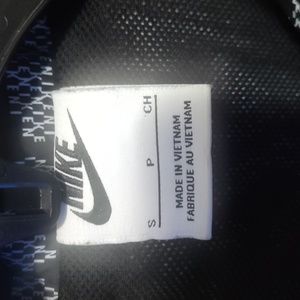 NIKE
S P CH
MADE IN VIETNAM
FABRIQUE AU VIETNAM